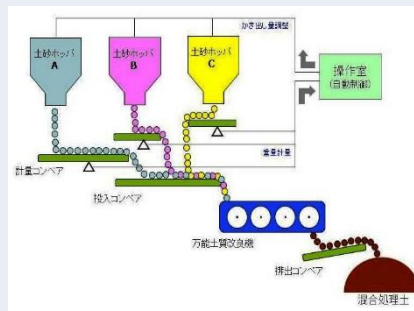 かき出し量調整
土砂ホッパ
A
土砂ホッパ
B
土砂ホッパ
C
操作室
(自動制御)
重量計量
計量コンベア
投入コンベア
万能土質改良機
排出コンベア
混合処理土